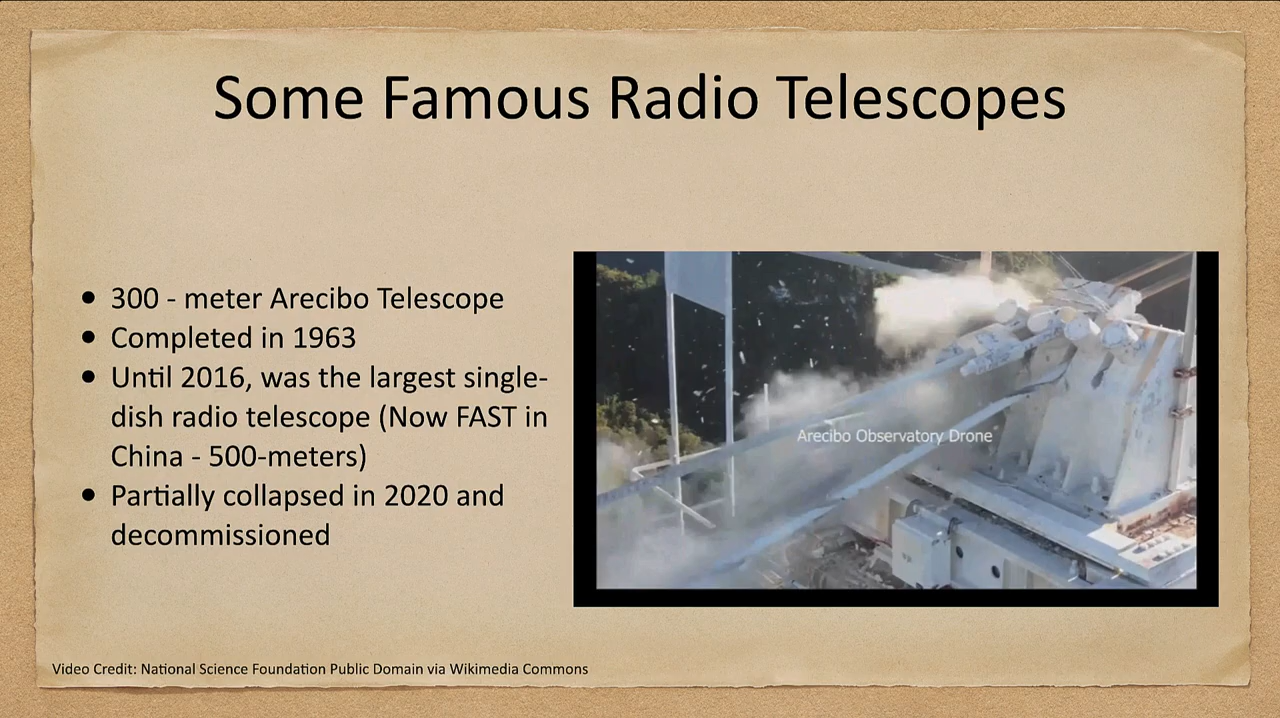 Some Famous Radio Telescopes
• 300 - meter Arecibo Telescope
• Completed in 1963
• Until 2016, was the largest single-
dish radio telescope (Now FAST in
China - 500-meters)
• Partially collapsed in 2020 and
decommissioned
Arecibo Observatory Drone
Video Credit: National Science Foundation Public Domain via Wikimedia Commons